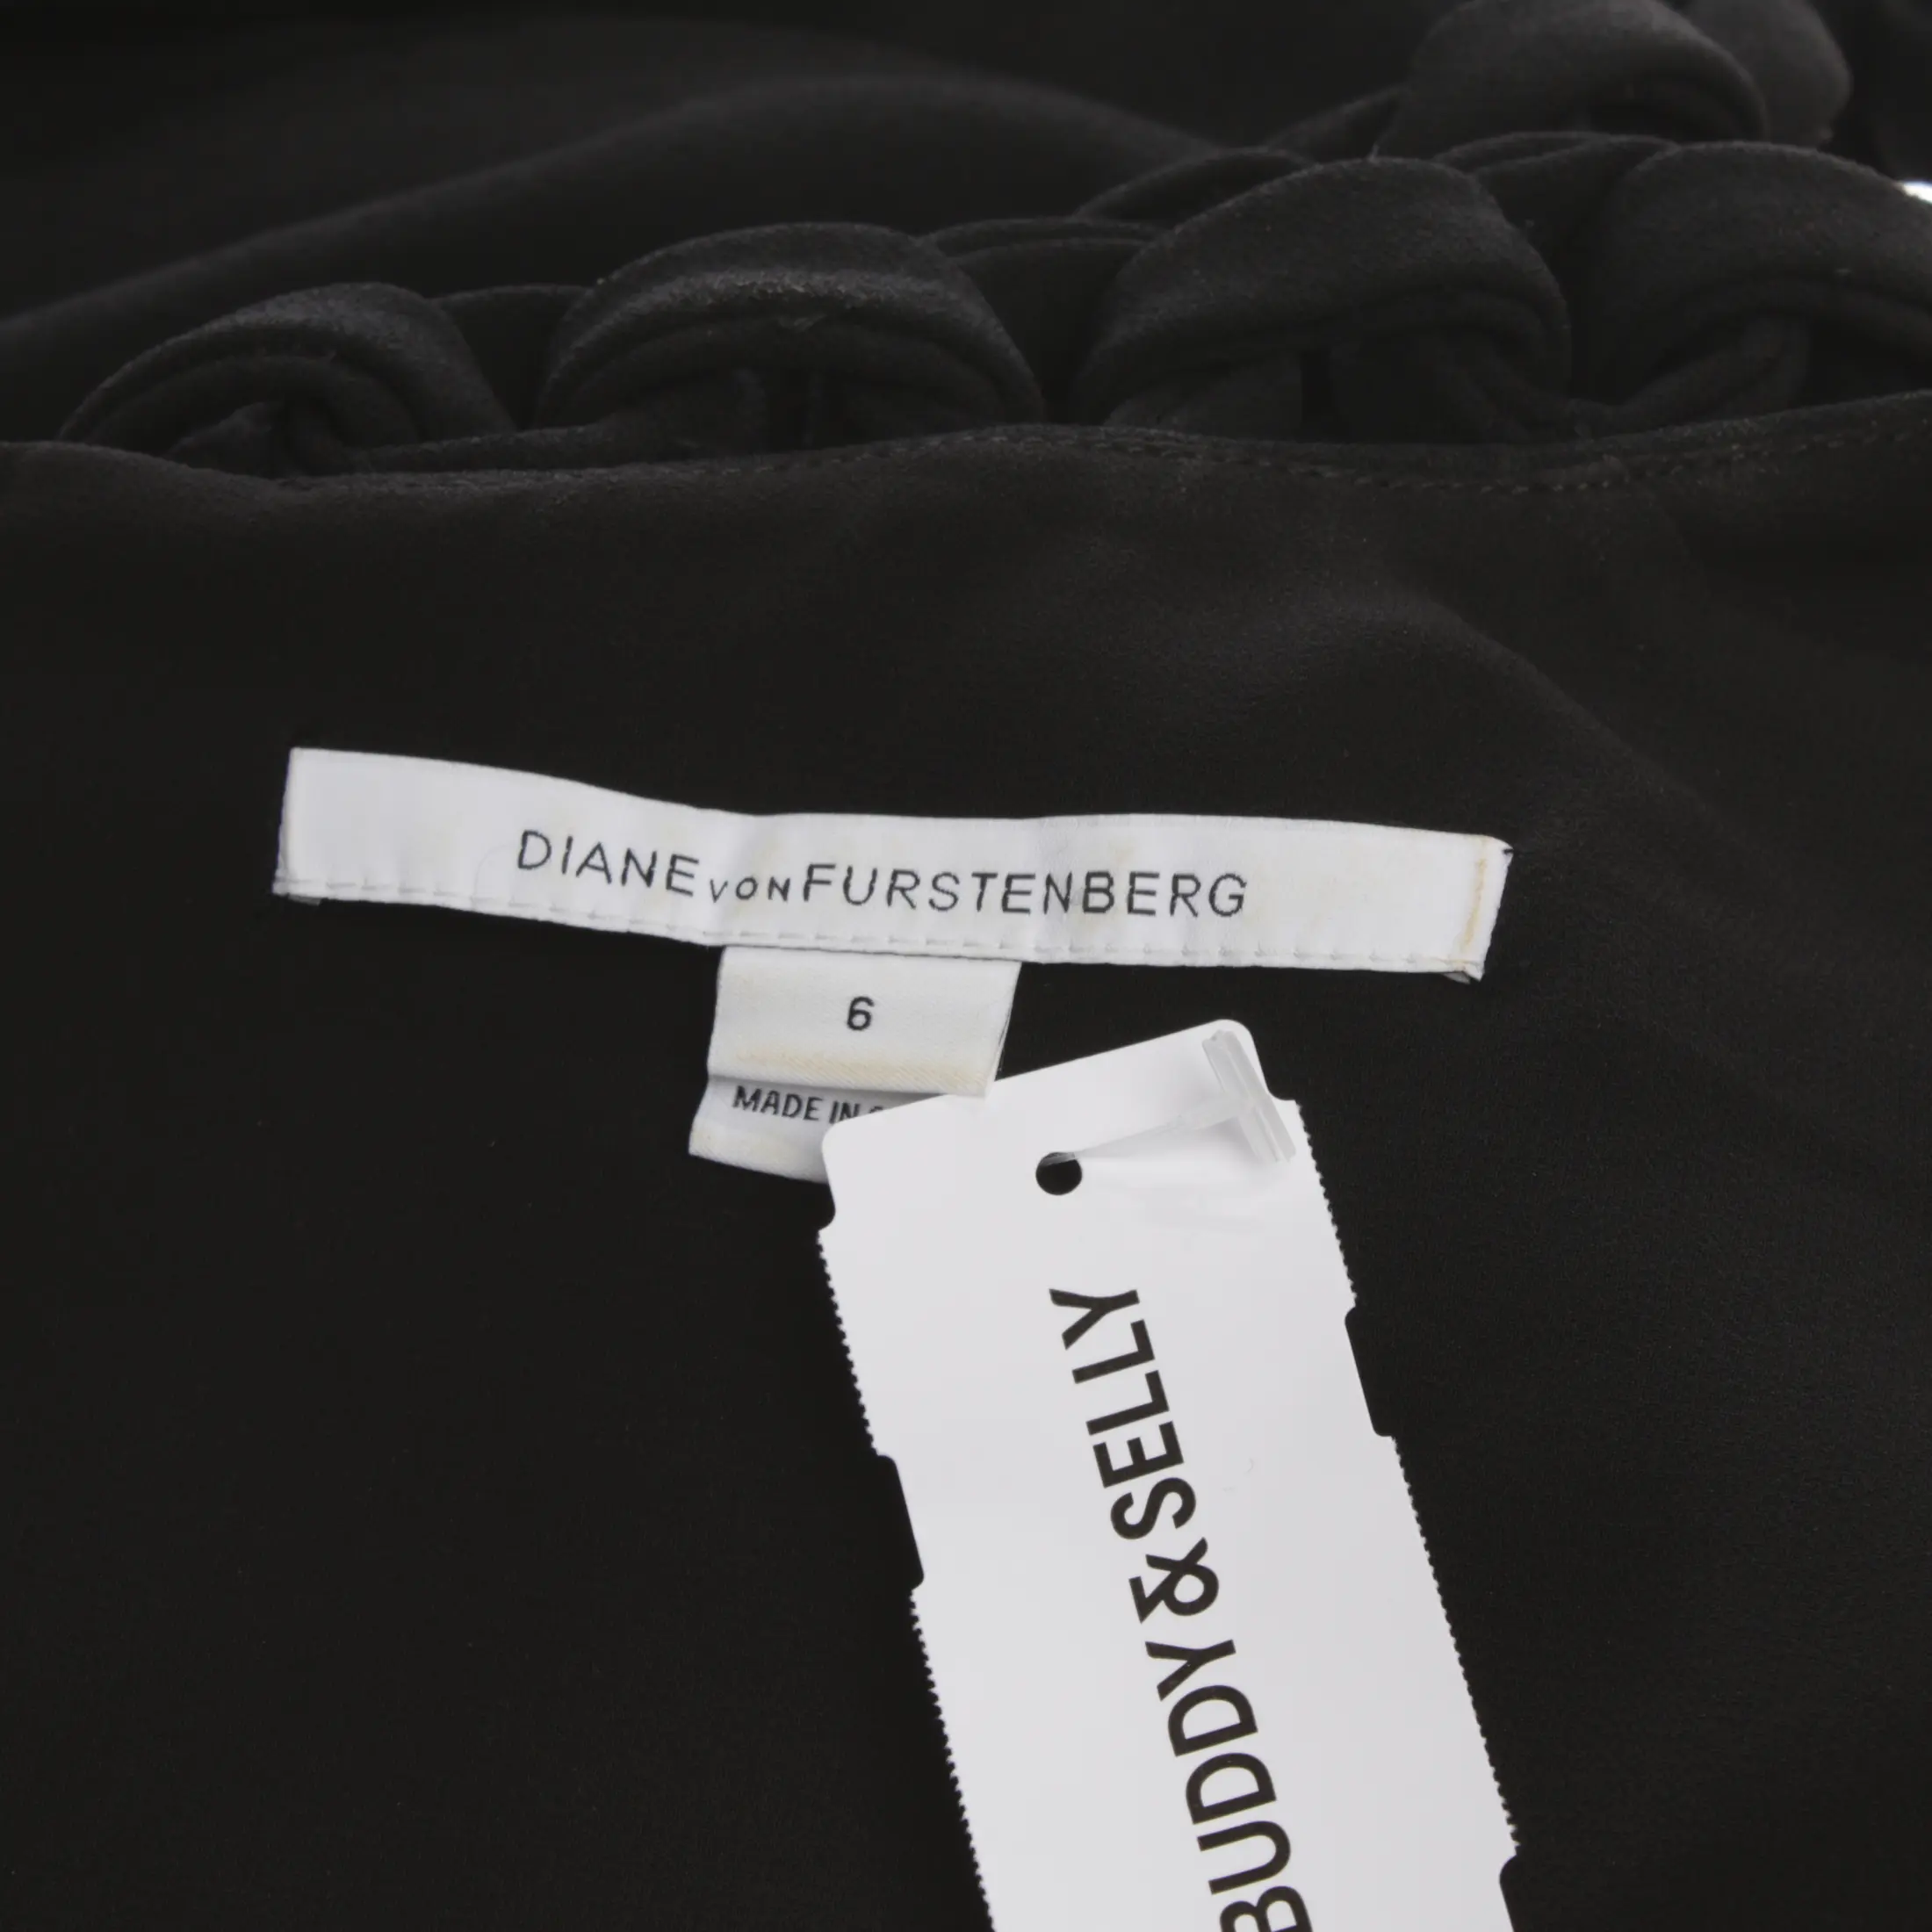 DIANE VON FURSTENBERG
6
MADE IN
BUDDY&SELLY